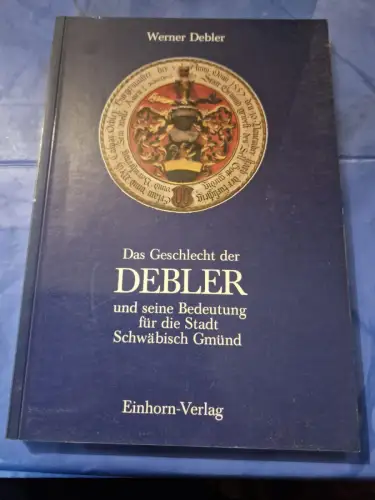 Werner Debler
Das Geschlecht der
DEBLER
und seine Bedeutung
für die Stadt
Schwäbisch Gmünd
Einhorn-Verlag